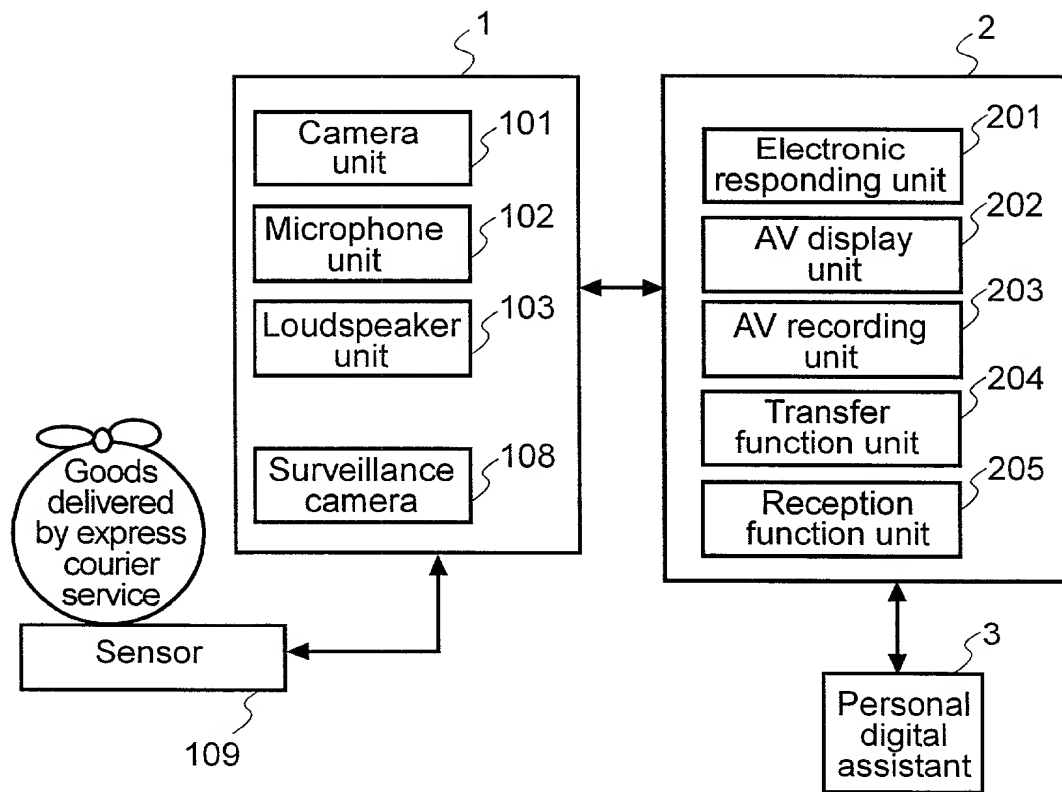 1
Camera
unit
101
Microphone
unit
102
Loudspeaker
unit
103
Surveillance
camera
108
Goods
delivered
by express
courier
service
Sensor
109
2
Electronic
responding unit
201
AV display
unit
202
AV recording
unit
203
Transfer
function unit
204
Reception
function unit
205
3
Personal
digital
assistant